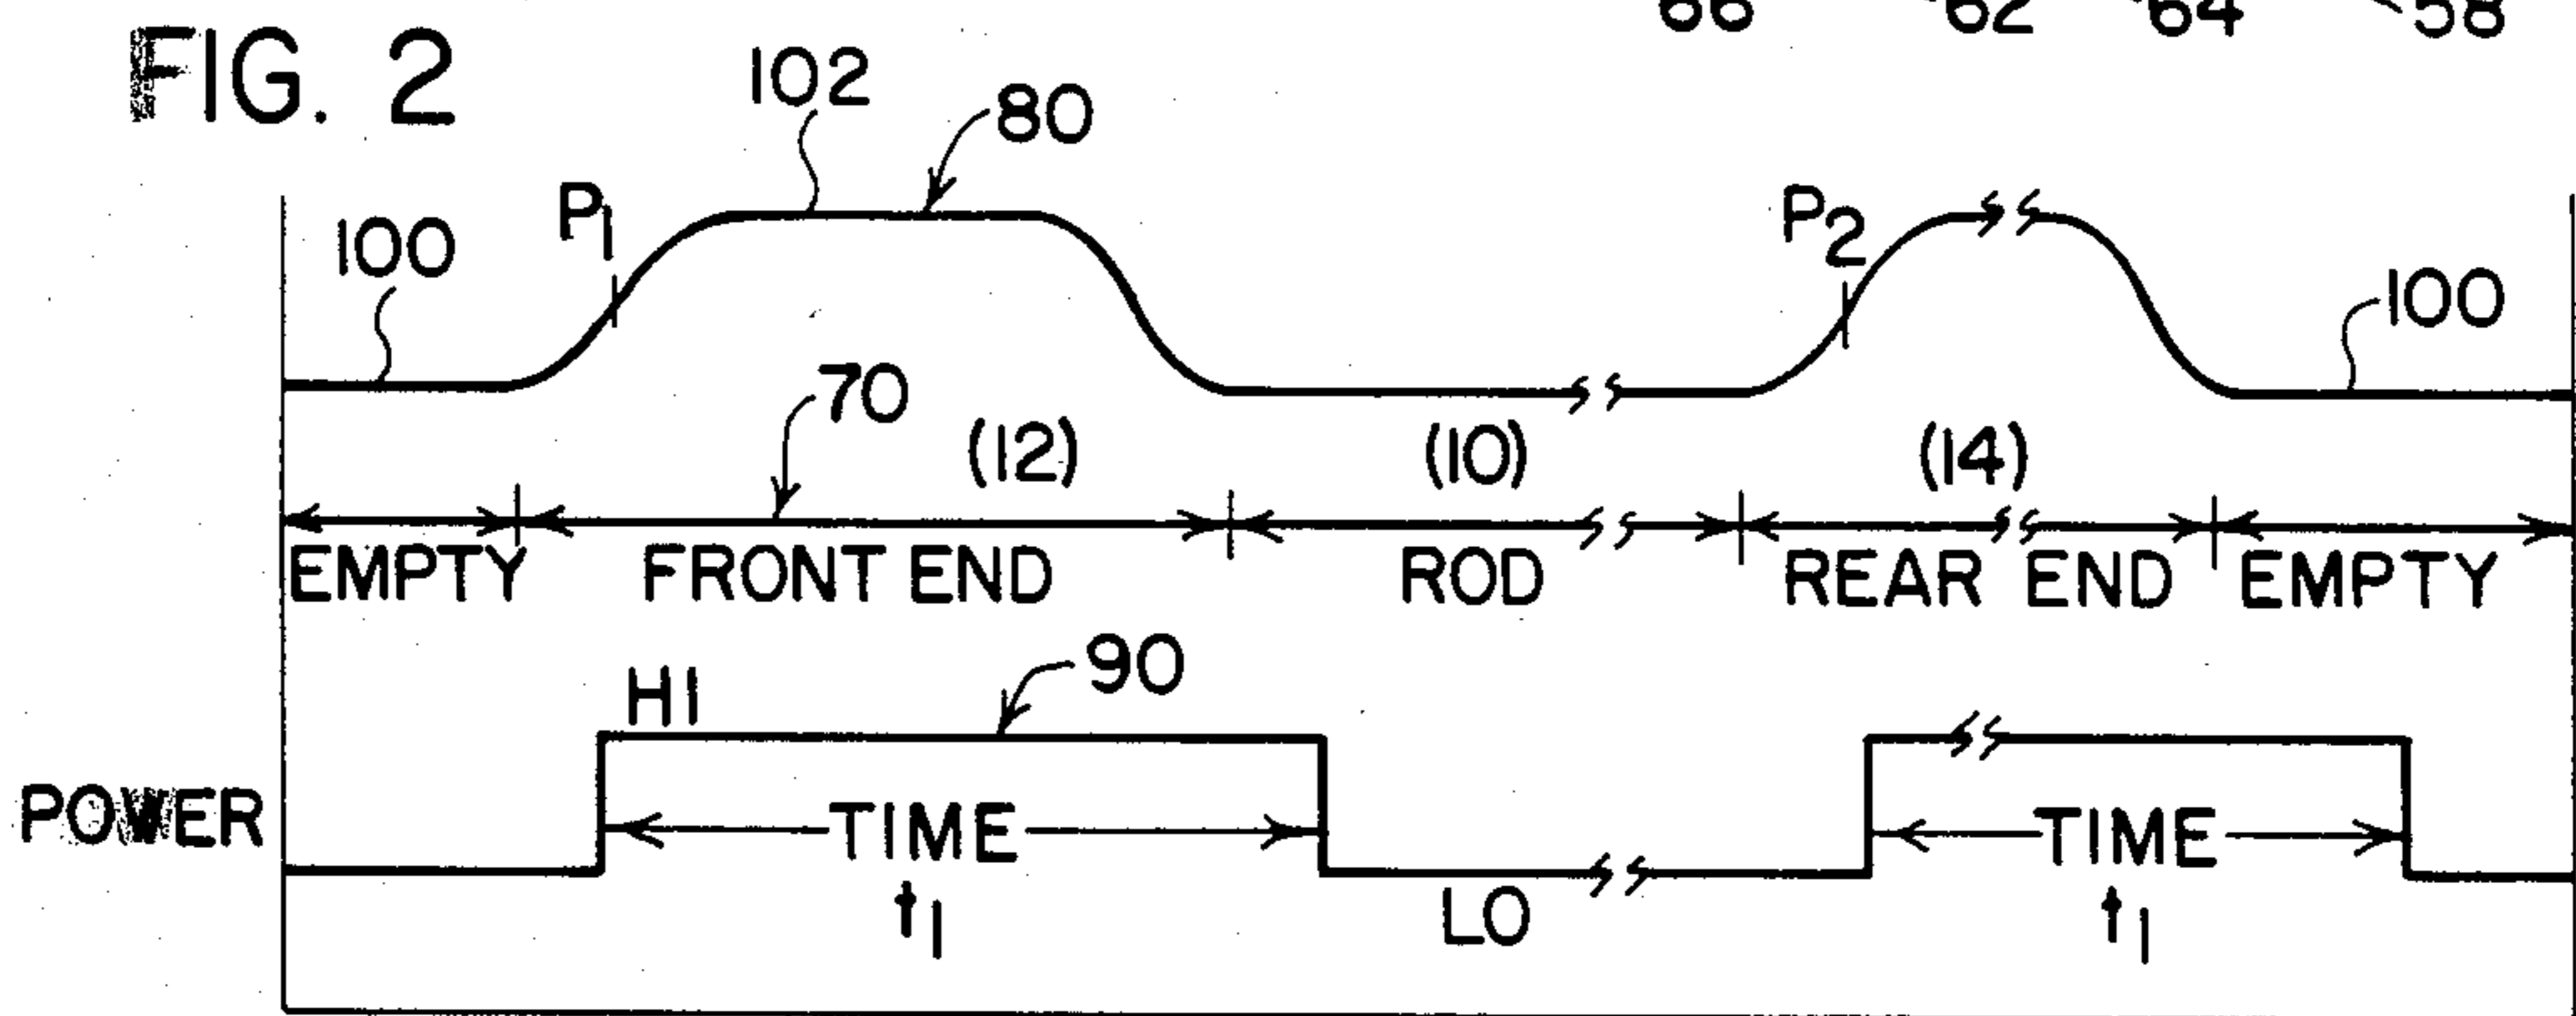 66 62 64 58
FIG. 2
102
80
P1
P2
100
100
70
(12) (10) (14)
EMPTY FRONT END ROD REAR END EMPTY
HI
90
POWER
TIME
t1
LO
TIME
t1